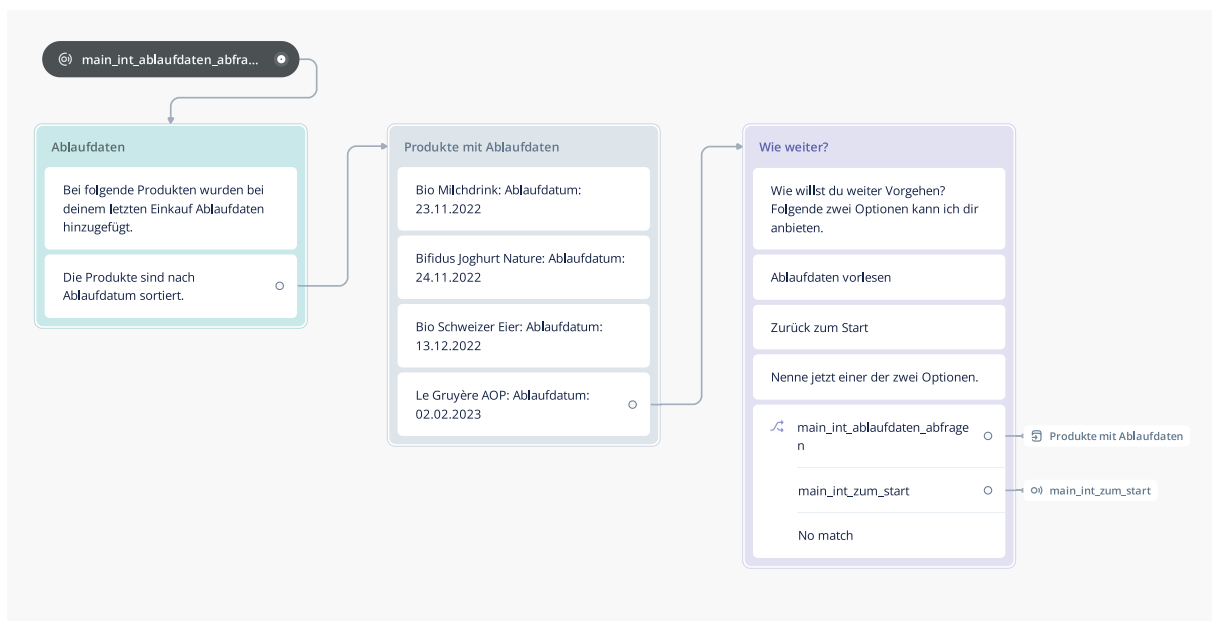 main_int_ablaufdaten_abfra...
Ablaufdaten
Bei folgende Produkten wurden bei
deinem letzten Einkauf Ablaufdaten
hinzugefügt.
Die Produkte sind nach
Ablaufdatum sortiert.
Produkte mit Ablaufdaten
Bio Milchdrink: Ablaufdatum:
23.11.2022
Bifidus Joghurt Nature: Ablaufdatum:
24.11.2022
Bio Schweizer Eier: Ablaufdatum:
13.12.2022
Le Gruyère AOP: Ablaufdatum:
02.02.2023
Wie weiter?
Wie willst du weiter Vorgehen?
Folgende zwei Optionen kann ich dir
anbieten.
Ablaufdaten vorlesen
Zurück zum Start
Nenne jetzt einer der zwei Optionen.
main_int_ablaufdaten_abfrage
n
Produkte mit Ablaufdaten
main_int_zum_start
main_int_zum_start
No match